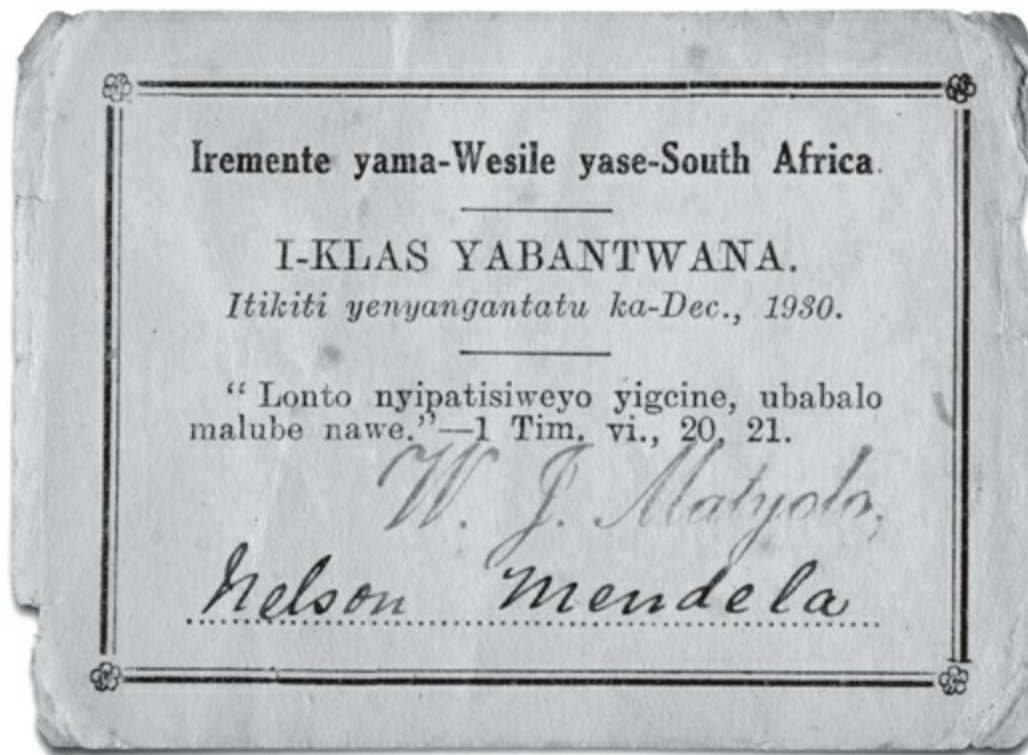 Iremente yama-Wesile yase-South Africa.
I-KLAS YABANTWANA.
Itikiti yenyangantatu ka-Dec., 1930.
“ Lonto nyipatisiweyo yigcine, ubabalo
malube nawe.”—1 Tim. vi., 20, 21.
W. J. Matyolo,
Nelson Mendela